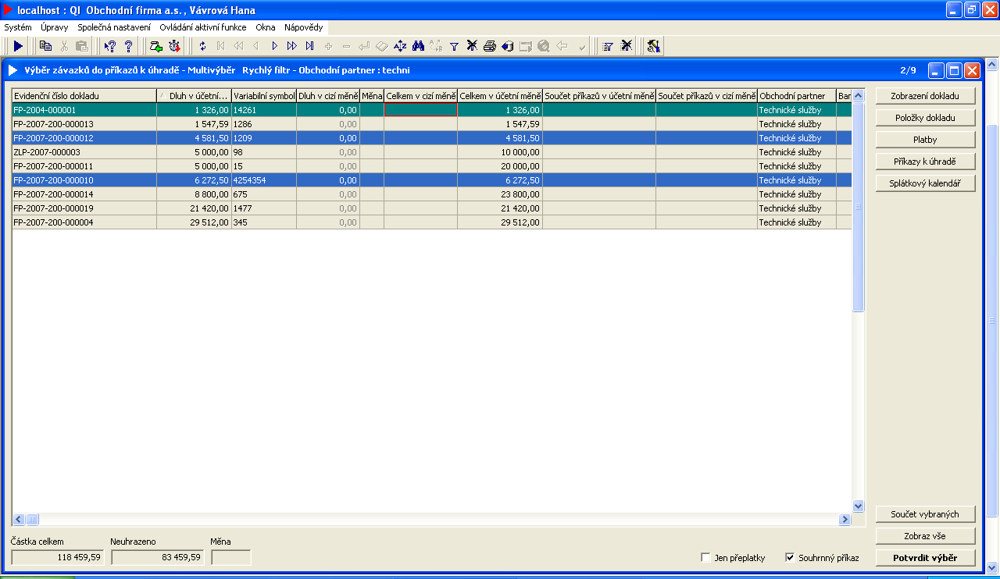 localhost : QI  Obchodní firma a.s. , Vávrová Hana
Systém Úpravy Společná nastavení Ovládání aktivní funkce Okna Nápovědy
Výběr závazků do příkazů k úhradě - Multivýběr  Rychlý filtr - Obchodní partner : techni 2/9
Evidenční číslo dokladu Dluh v účetní... Variabilní symbol Dluh v cizí měně Měna Celkem v cizí měně Celkem v účetní měně Součet příkazů v účetní měně Součet příkazů v cizí měně Obchodní partner Bar
FP-2004-000001 1 326,00 14261 0,00 1 326,00 Technické služby
FP-2007-200-000013 1 547,59 1286 0,00 1 547,59 Technické služby
FP-2007-200-000012 4 581,50 1209 0,00 4 581,50 Technické služby
ZLP-2007-000003 5 000,00 98 0,00 10 000,00 Technické služby
FP-2007-200-000011 5 000,00 15 0,00 20 000,00 Technické služby
FP-2007-200-000010 6 272,50 4254354 0,00 6 272,50 Technické služby
FP-2007-200-000014 8 800,00 675 0,00 23 800,00 Technické služby
FP-2007-200-000019 21 420,00 1477 0,00 21 420,00 Technické služby
FP-2007-200-000004 29 512,00 345 0,00 29 512,00 Technické služby
Zobrazení dokladu
Položky dokladu
Platby
Příkazy k úhradě
Splátkový kalendář
Součet vybraných
Zobraz vše
Potvrdit výběr
Částka celkem Neuhrazeno Měna
118 459,59 83 459,59
Jen přeplatky Souhrnný příkaz